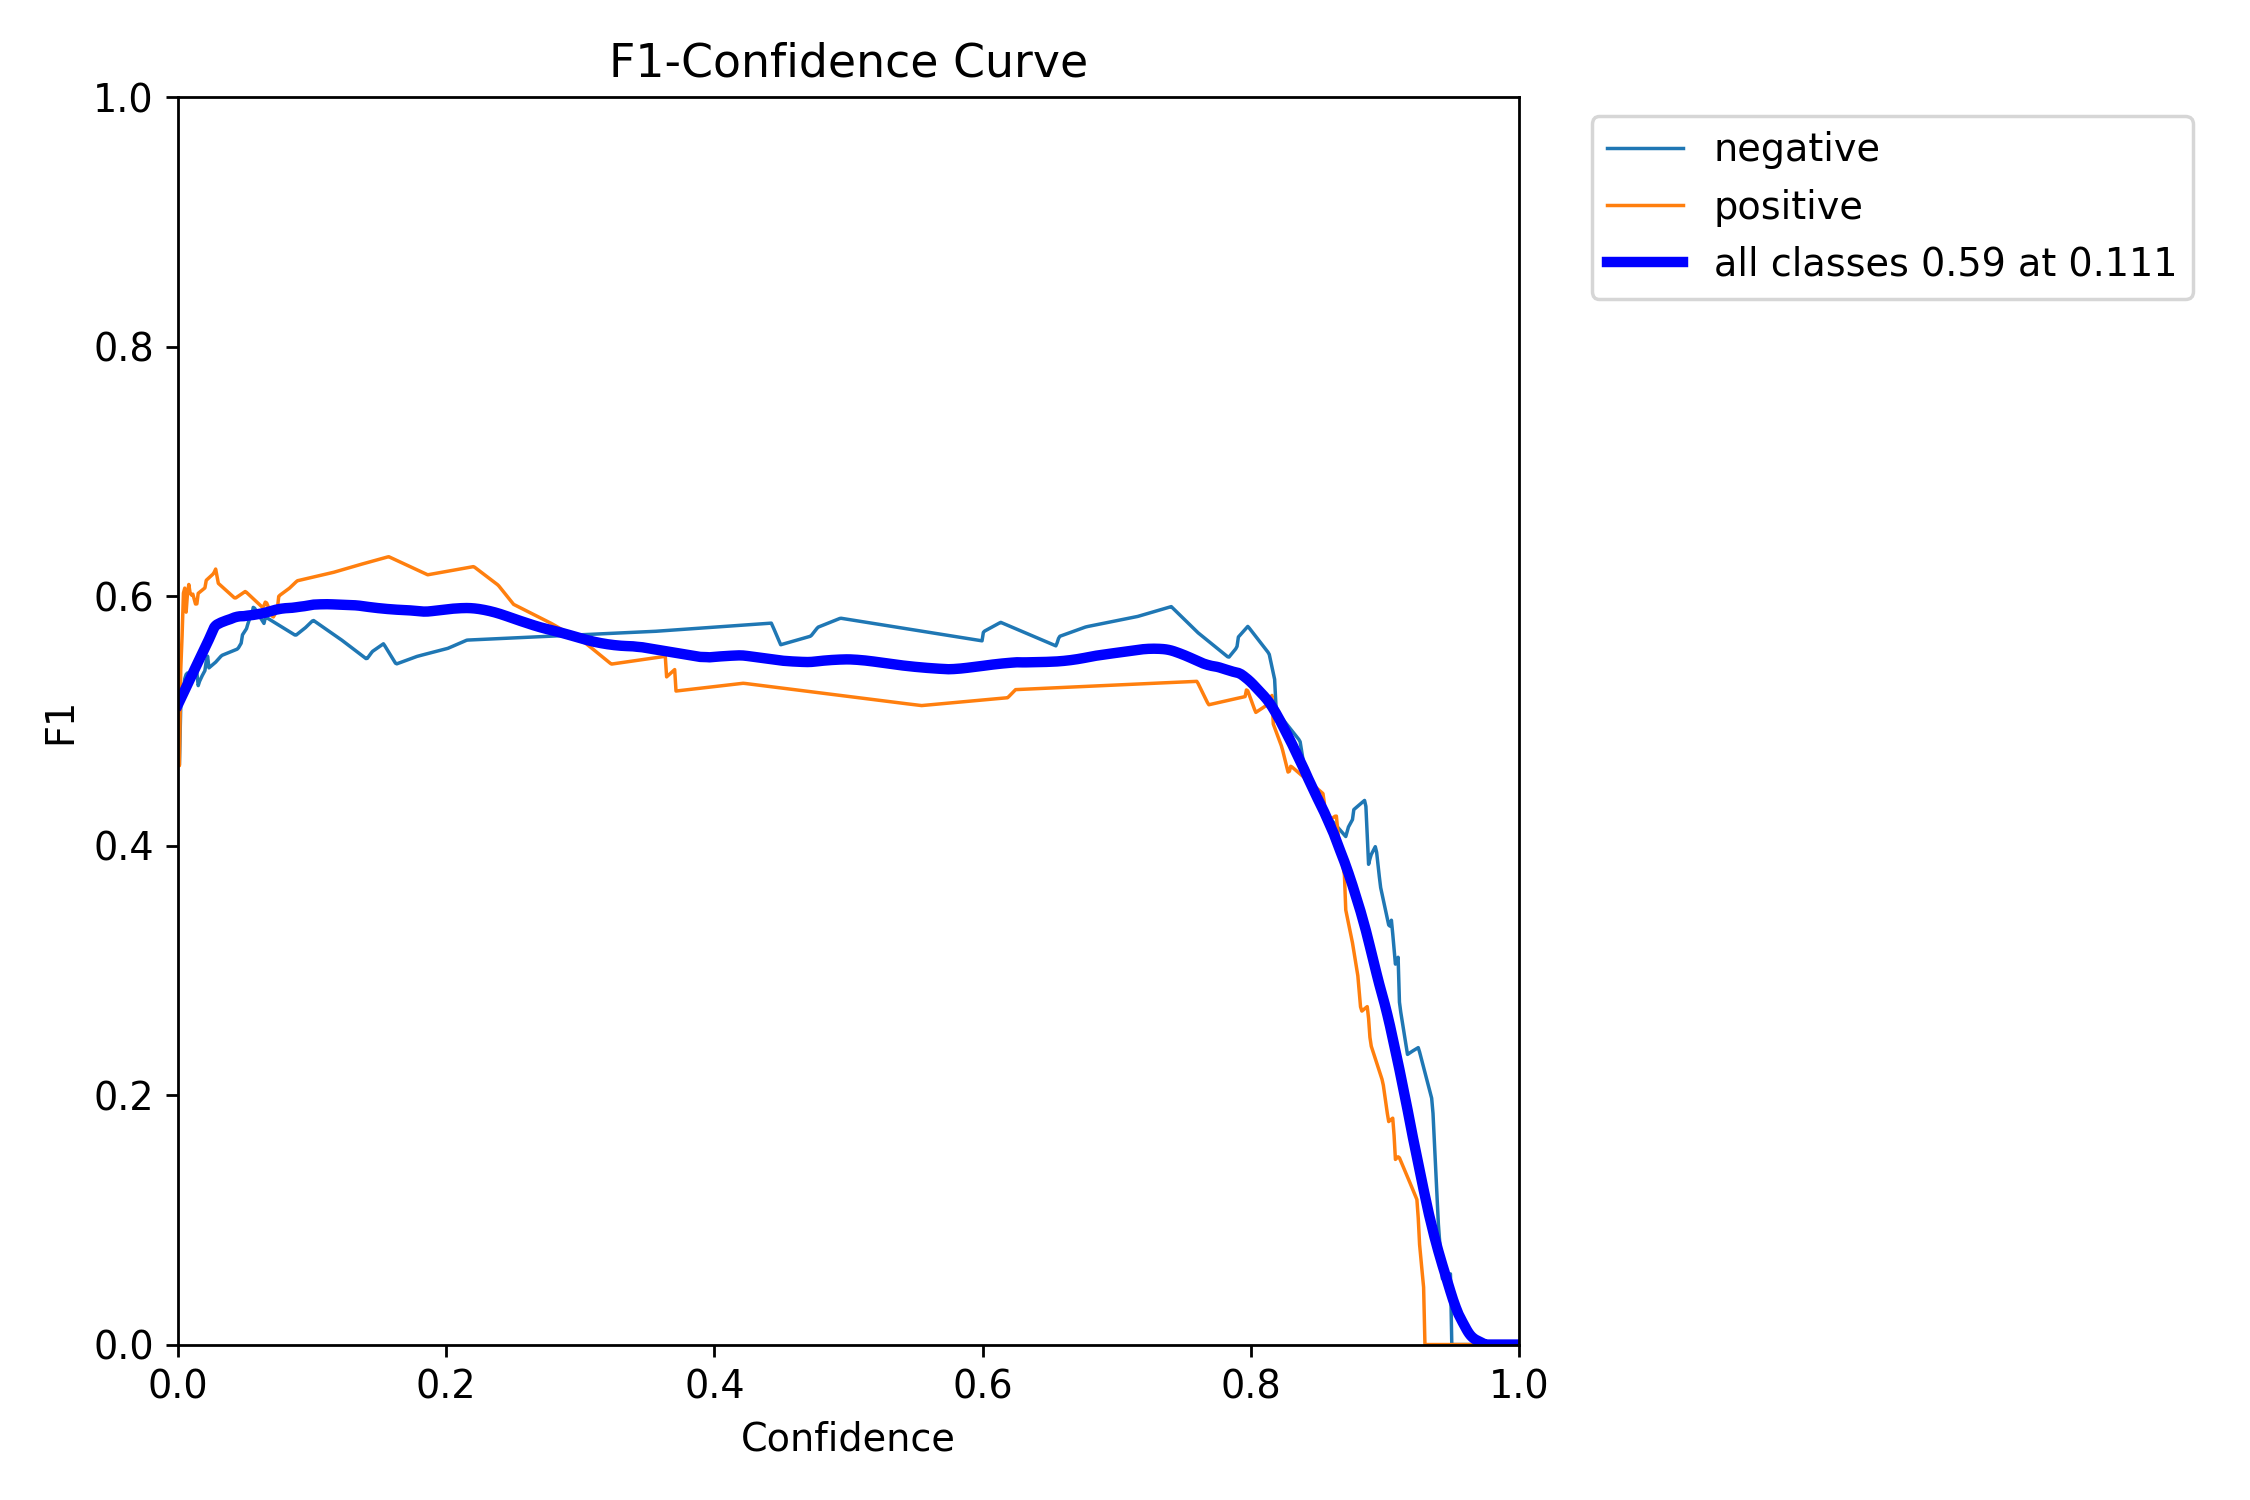 F1-Confidence Curve
1.0
0.8
0.6
0.4
0.2
0.0
F1
0.0 0.2 0.4 0.6 0.8 1.0
Confidence
negative
positive
all classes 0.59 at 0.111